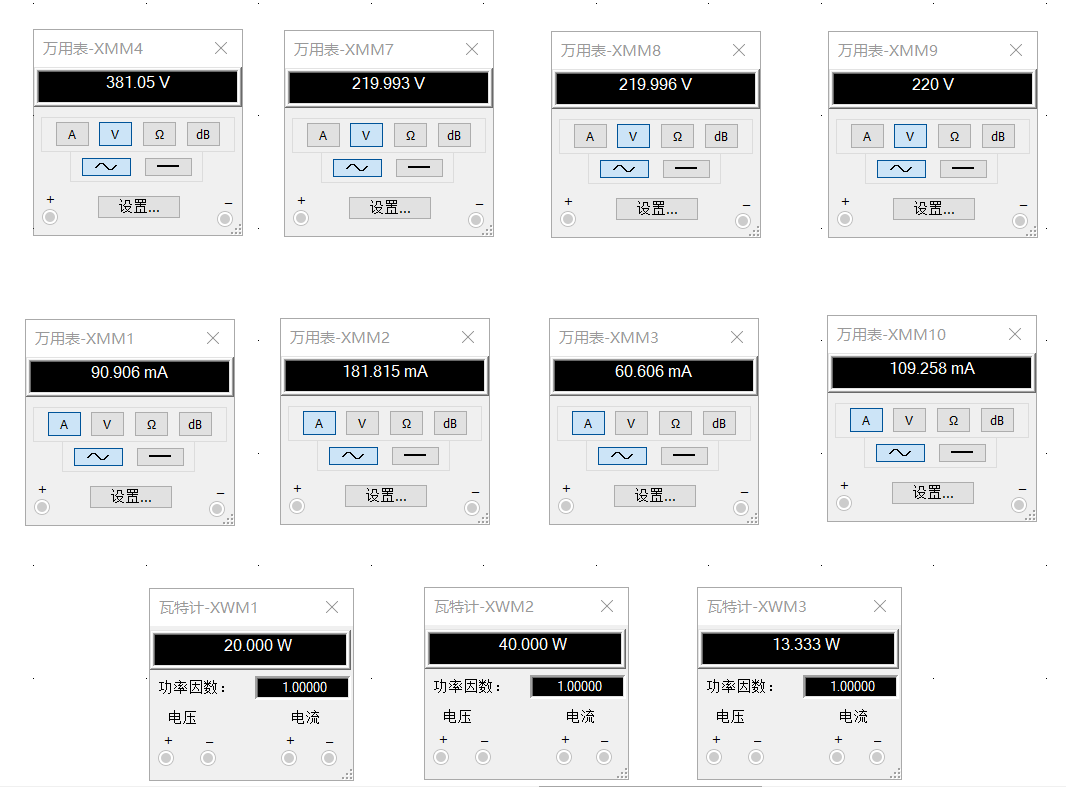 万用表-XMM4
381.05 V
A V Ω dB
+ 设置... −
万用表-XMM7
219.993 V
A V Ω dB
+ 设置... −
万用表-XMM8
219.996 V
A V Ω dB
+ 设置... −
万用表-XMM9
220 V
A V Ω dB
+ 设置... −
万用表-XMM1
90.906 mA
A V Ω dB
+ 设置... −
万用表-XMM2
181.815 mA
A V Ω dB
+ 设置... −
万用表-XMM3
60.606 mA
A V Ω dB
+ 设置... −
万用表-XMM10
109.258 mA
A V Ω dB
+ 设置... −
瓦特计-XWM1
20.000 W
功率因数： 1.00000
电压 电流
+ − + −
瓦特计-XWM2
40.000 W
功率因数： 1.00000
电压 电流
+ − + −
瓦特计-XWM3
13.333 W
功率因数： 1.00000
电压 电流
+ − + −